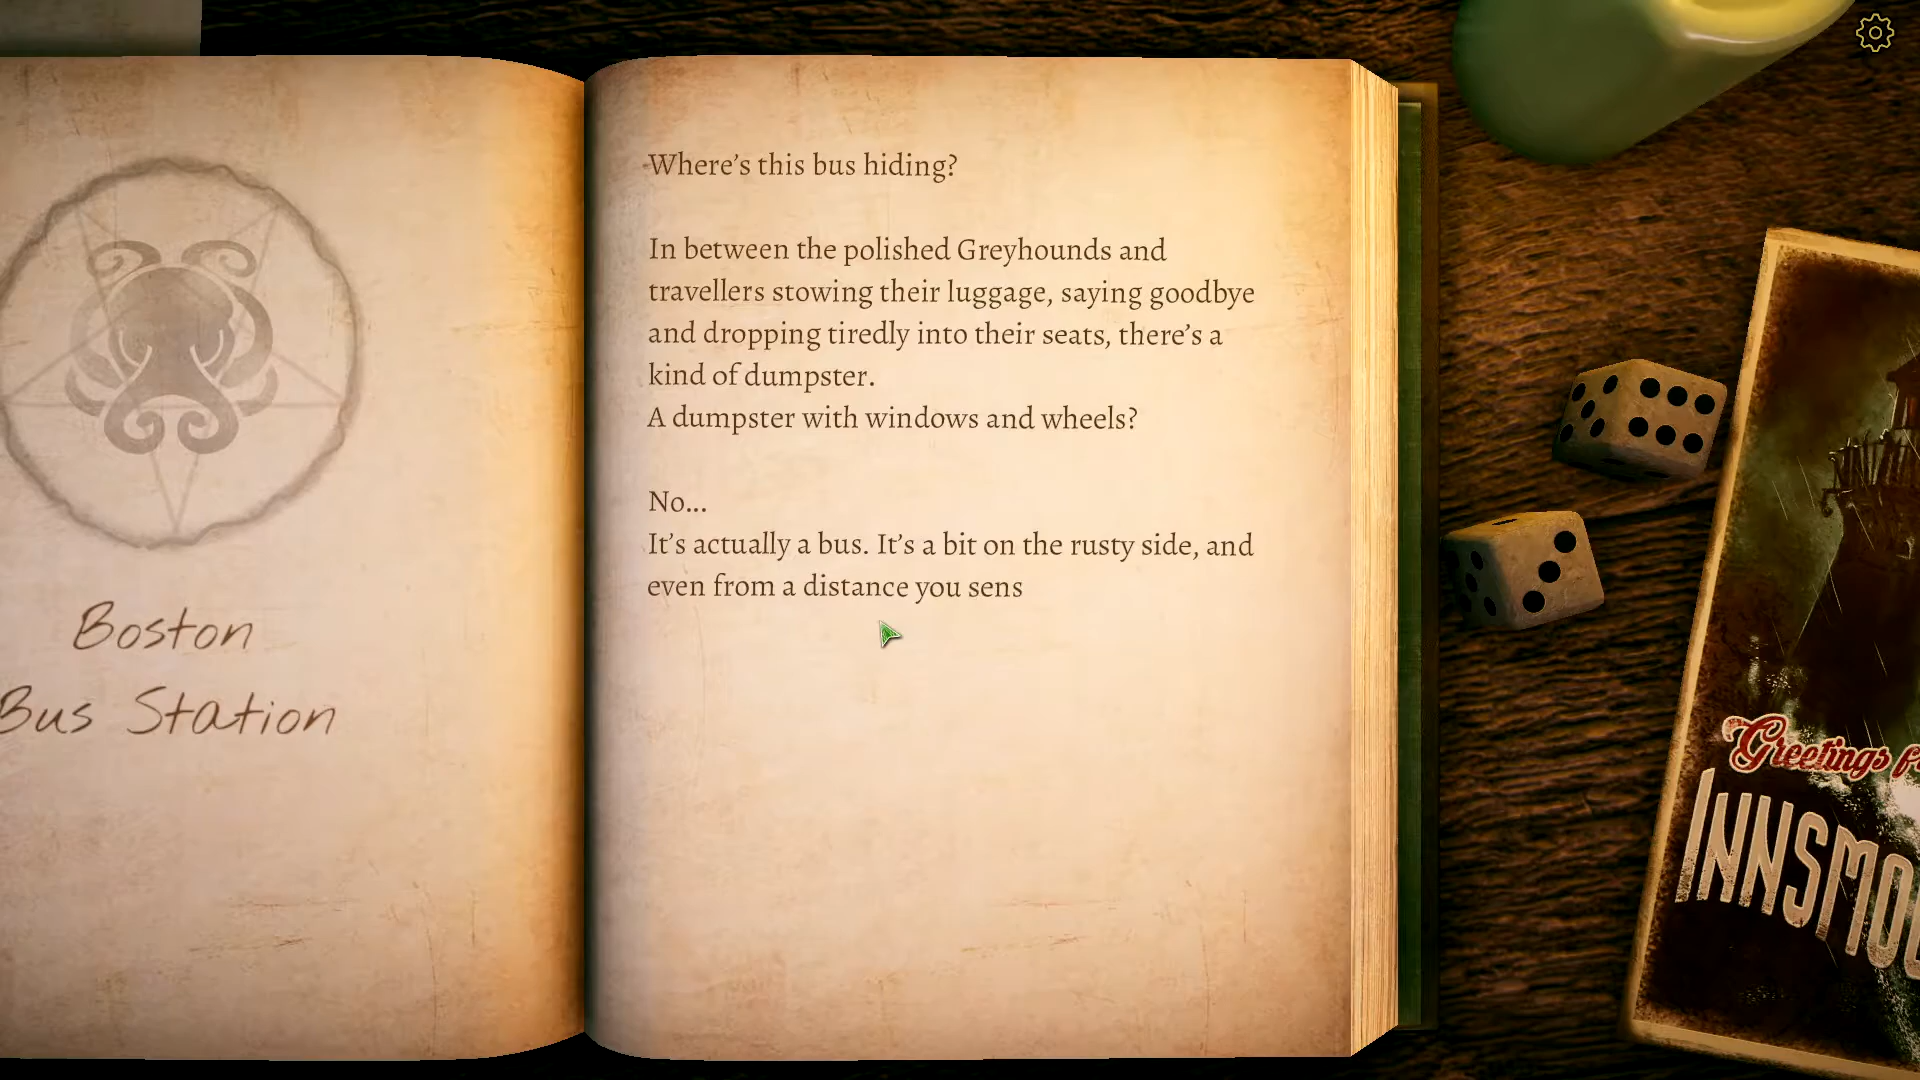 Boston
Bus Station
Where's this bus hiding?
In between the polished Greyhounds and
travellers stowing their luggage, saying goodbye
and dropping tiredly into their seats, there's a
kind of dumpster.
A dumpster with windows and wheels?
No...
It's actually a bus. It's a bit on the rusty side, and
even from a distance you sens
Greetings f
INNSMO